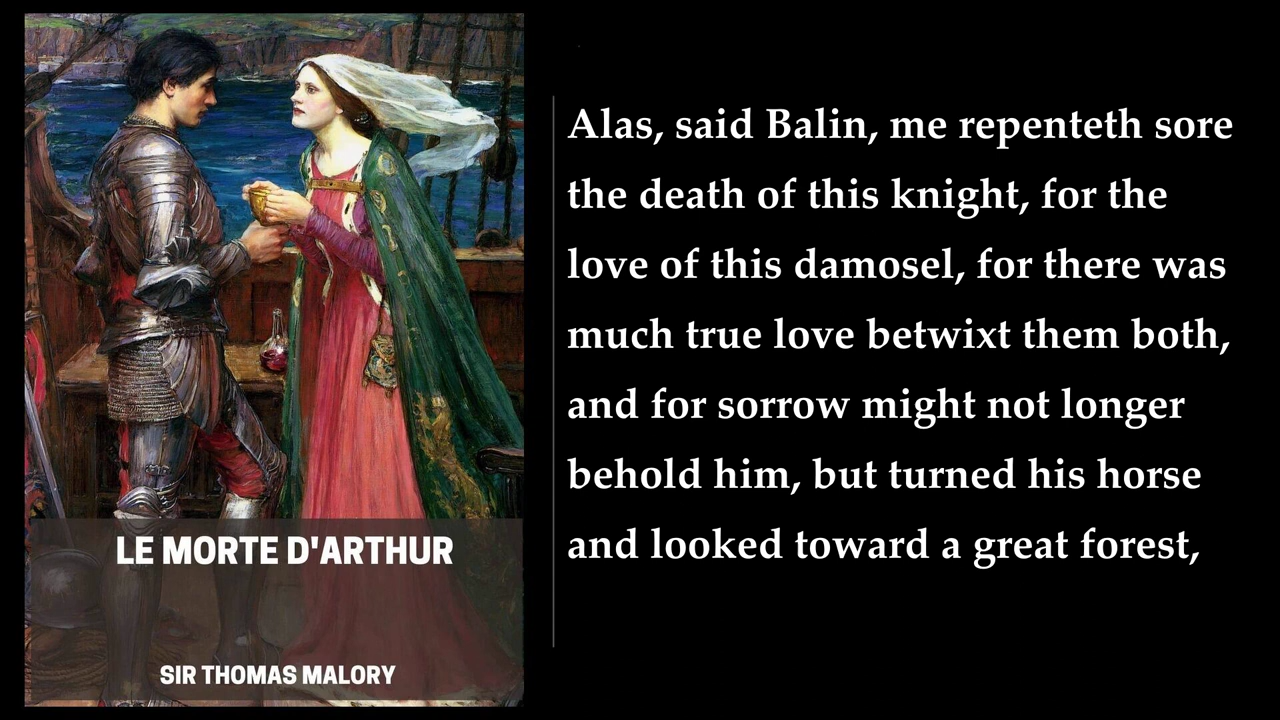 LE MORTE D'ARTHUR
SIR THOMAS MALORY
Alas, said Balin, me repenteth sore
the death of this knight, for the
love of this damosel, for there was
much true love betwixt them both,
and for sorrow might not longer
behold him, but turned his horse
and looked toward a great forest,